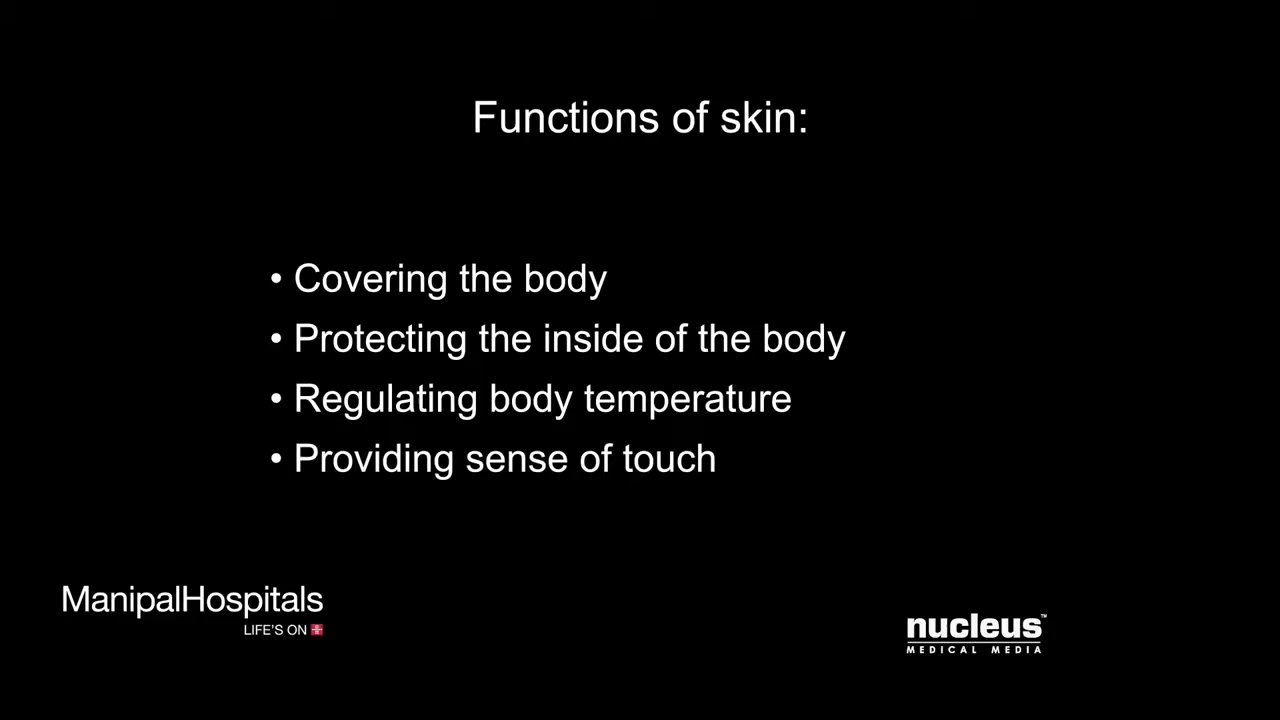 Functions of skin:
• Covering the body
• Protecting the inside of the body
• Regulating body temperature
• Providing sense of touch
ManipalHospitals
LIFE'S ON
nucleus™
MEDICAL MEDIA